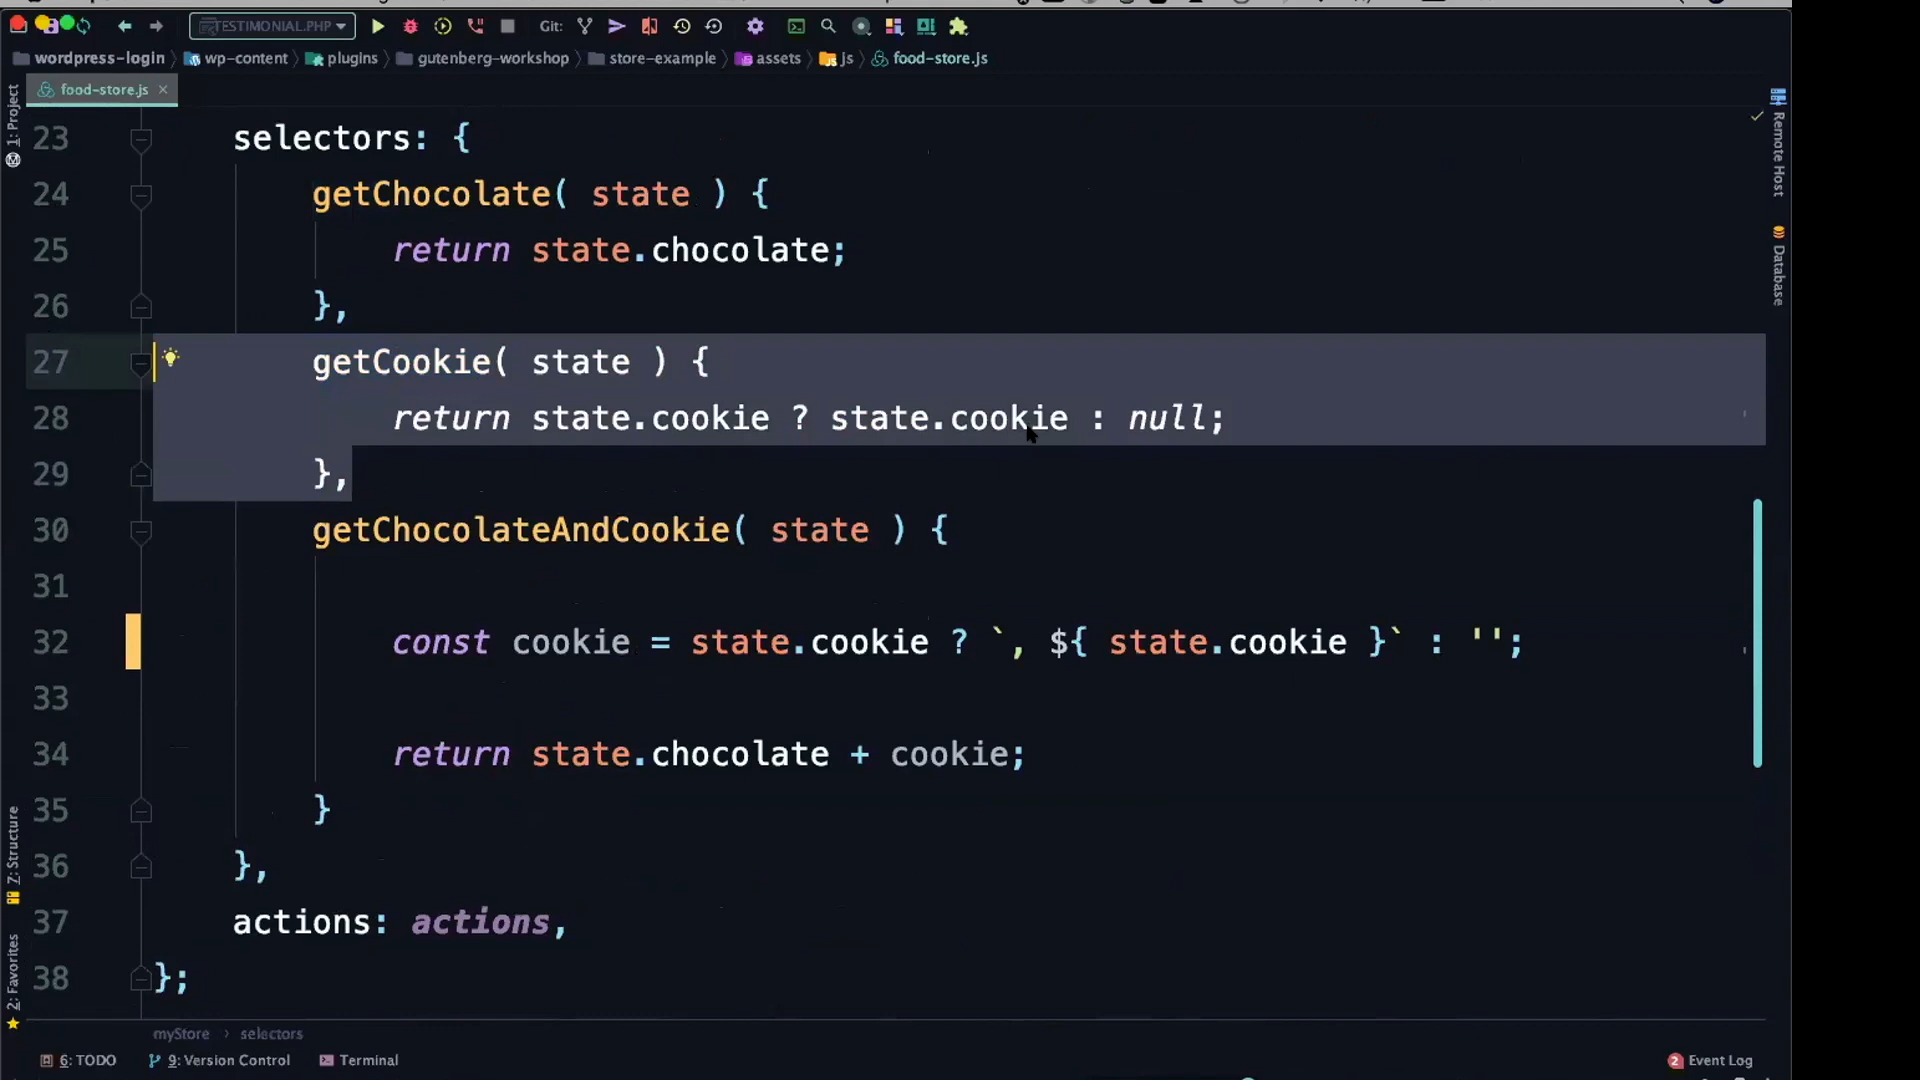 TESTIMONIAL.PHP
Git:
wordpress-login
wp-content
plugins
gutenberg-workshop
store-example
assets
js
food-store.js
food-store.js
1: Project
Remote Host
Database
23 selectors: {
24 getChocolate( state ) {
25 return state.chocolate;
26 },
27 getCookie( state ) {
28 return state.cookie ? state.cookie : null;
29 },
30 getChocolateAndCookie( state ) {
31
32 const cookie = state.cookie ? `, ${ state.cookie }` : '';
33
34 return state.chocolate + cookie;
35 }
36 },
37 actions: actions,
38 };
7: Structure
2: Favorites
myStore › selectors
6: TODO
9: Version Control
Terminal
2 Event Log